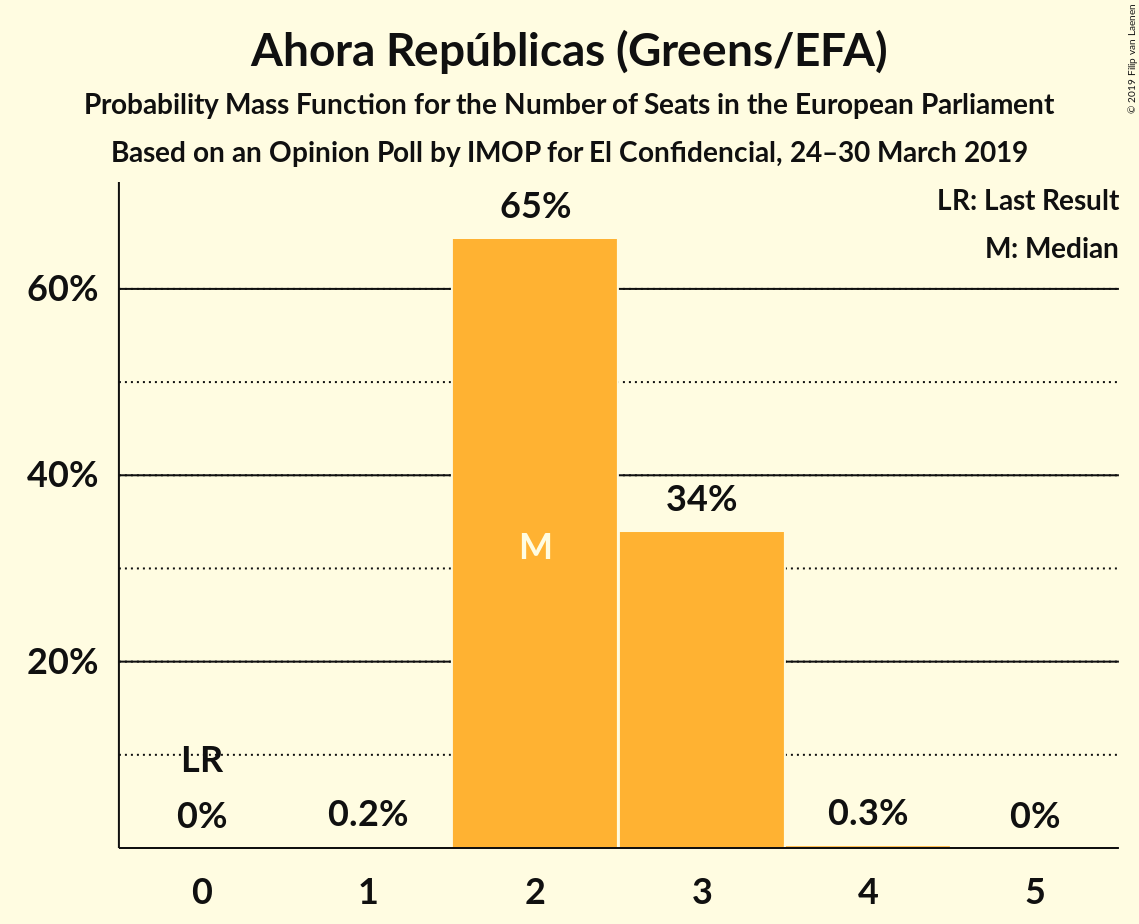 Ahora Repúblicas (Greens/EFA)
Probability Mass Function for the Number of Seats in the European Parliament
Based on an Opinion Poll by IMOP for El Confidencial, 24–30 March 2019
© 2019 Filip van Laenen
LR: Last Result
M: Median
65%
60%
40%
34%
M
20%
LR
0%
0.2%
0.3%
0%
0 1 2 3 4 5